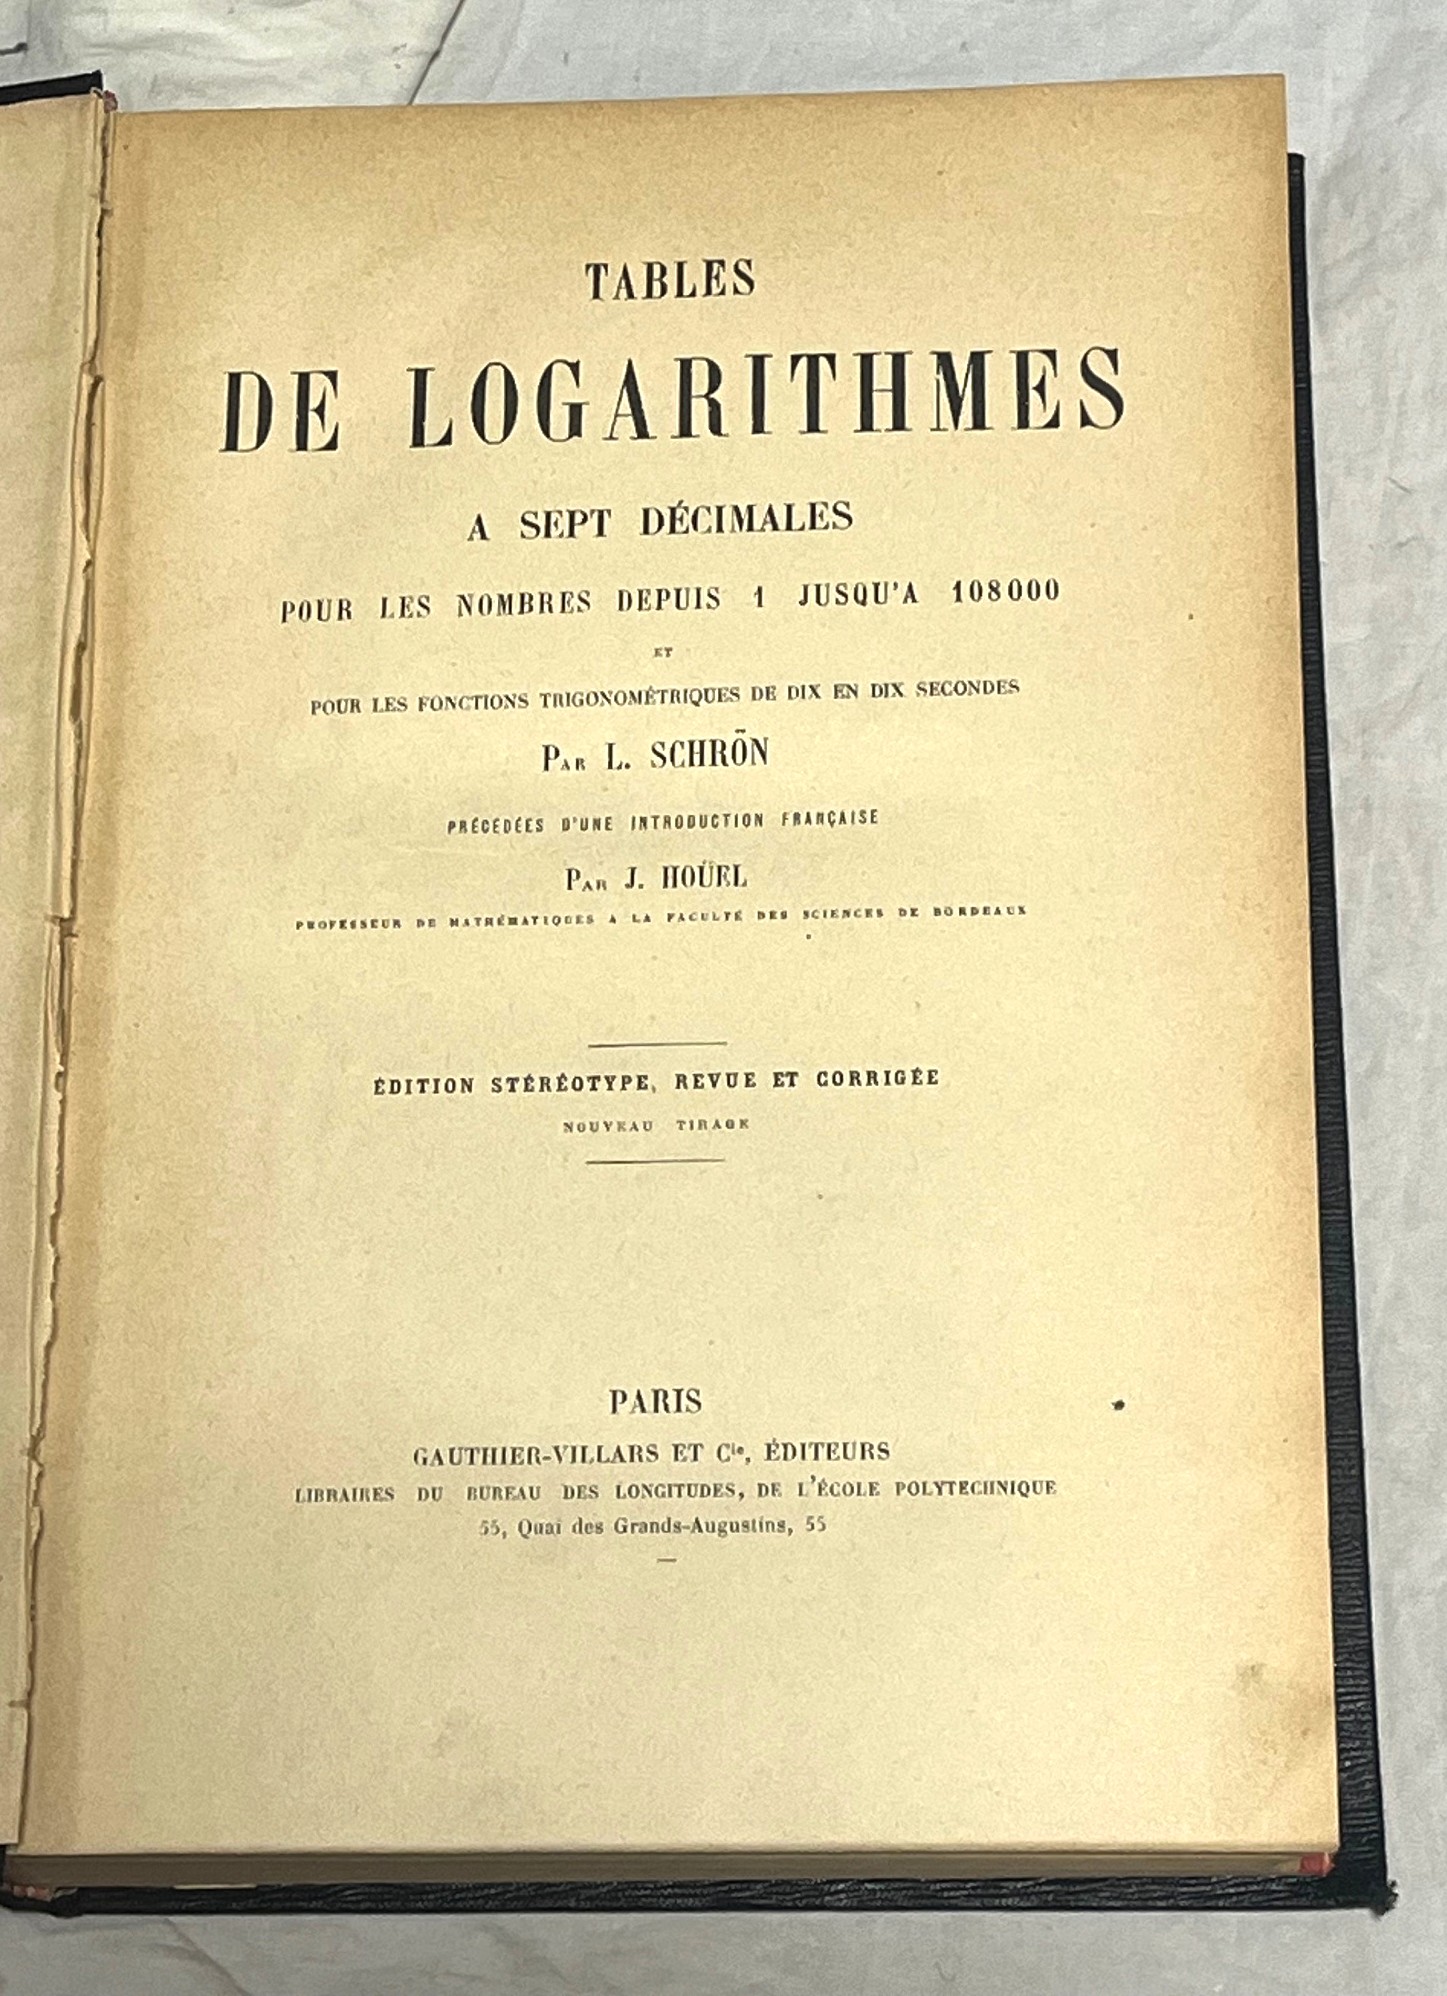 TABLES
DE LOGARITHMES
A SEPT DÉCIMALES
POUR LES NOMBRES DEPUIS 1 JUSQU'A 108000
ET
POUR LES FONCTIONS TRIGONOMÉTRIQUES DE DIX EN DIX SECONDES
PAR L. SCHRÖN
PRÉCÉDÉES D'UNE INTRODUCTION FRANÇAISE
PAR J. HOÜEL
PROFESSEUR DE MATHÉMATIQUES A LA FACULTÉ DES SCIENCES DE BORDEAUX
ÉDITION STÉRÉOTYPE, REVUE ET CORRIGÉE
NOUVEAU TIRAGE
PARIS
GAUTHIER-VILLARS ET Cie, ÉDITEURS
LIBRAIRES DU BUREAU DES LONGITUDES, DE L'ÉCOLE POLYTECHNIQUE
55, Quai des Grands-Augustins, 55